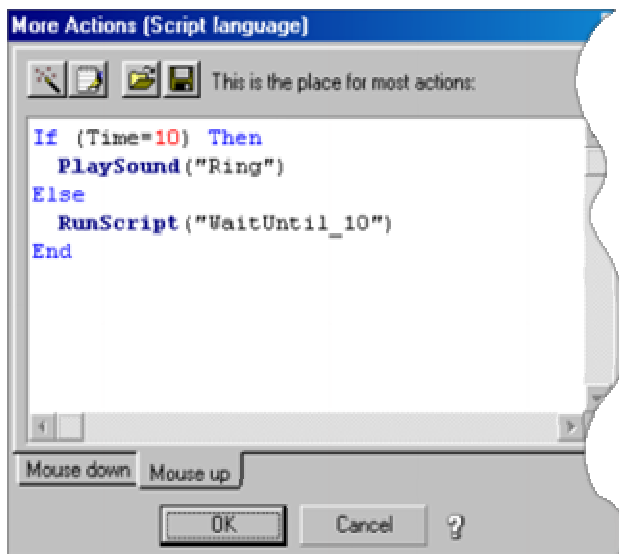 More Actions (Script language)
This is the place for most actions:
If (Time=10) Then
PlaySound("Ring")
Else
RunScript("WaitUntil_10")
End
Mouse down Mouse up
OK Cancel ?